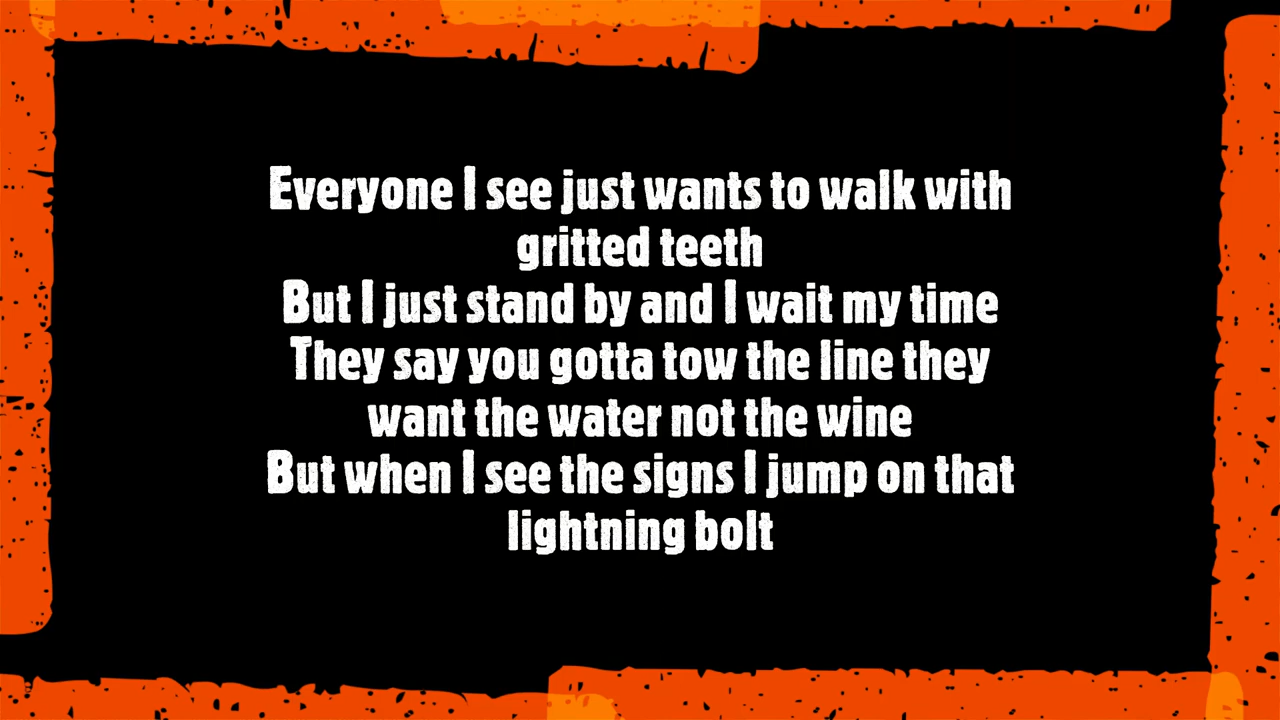 Everyone I see just wants to walk with
gritted teeth
But I just stand by and I wait my time
They say you gotta tow the line they
want the water not the wine
But when I see the signs I jump on that
lightning bolt